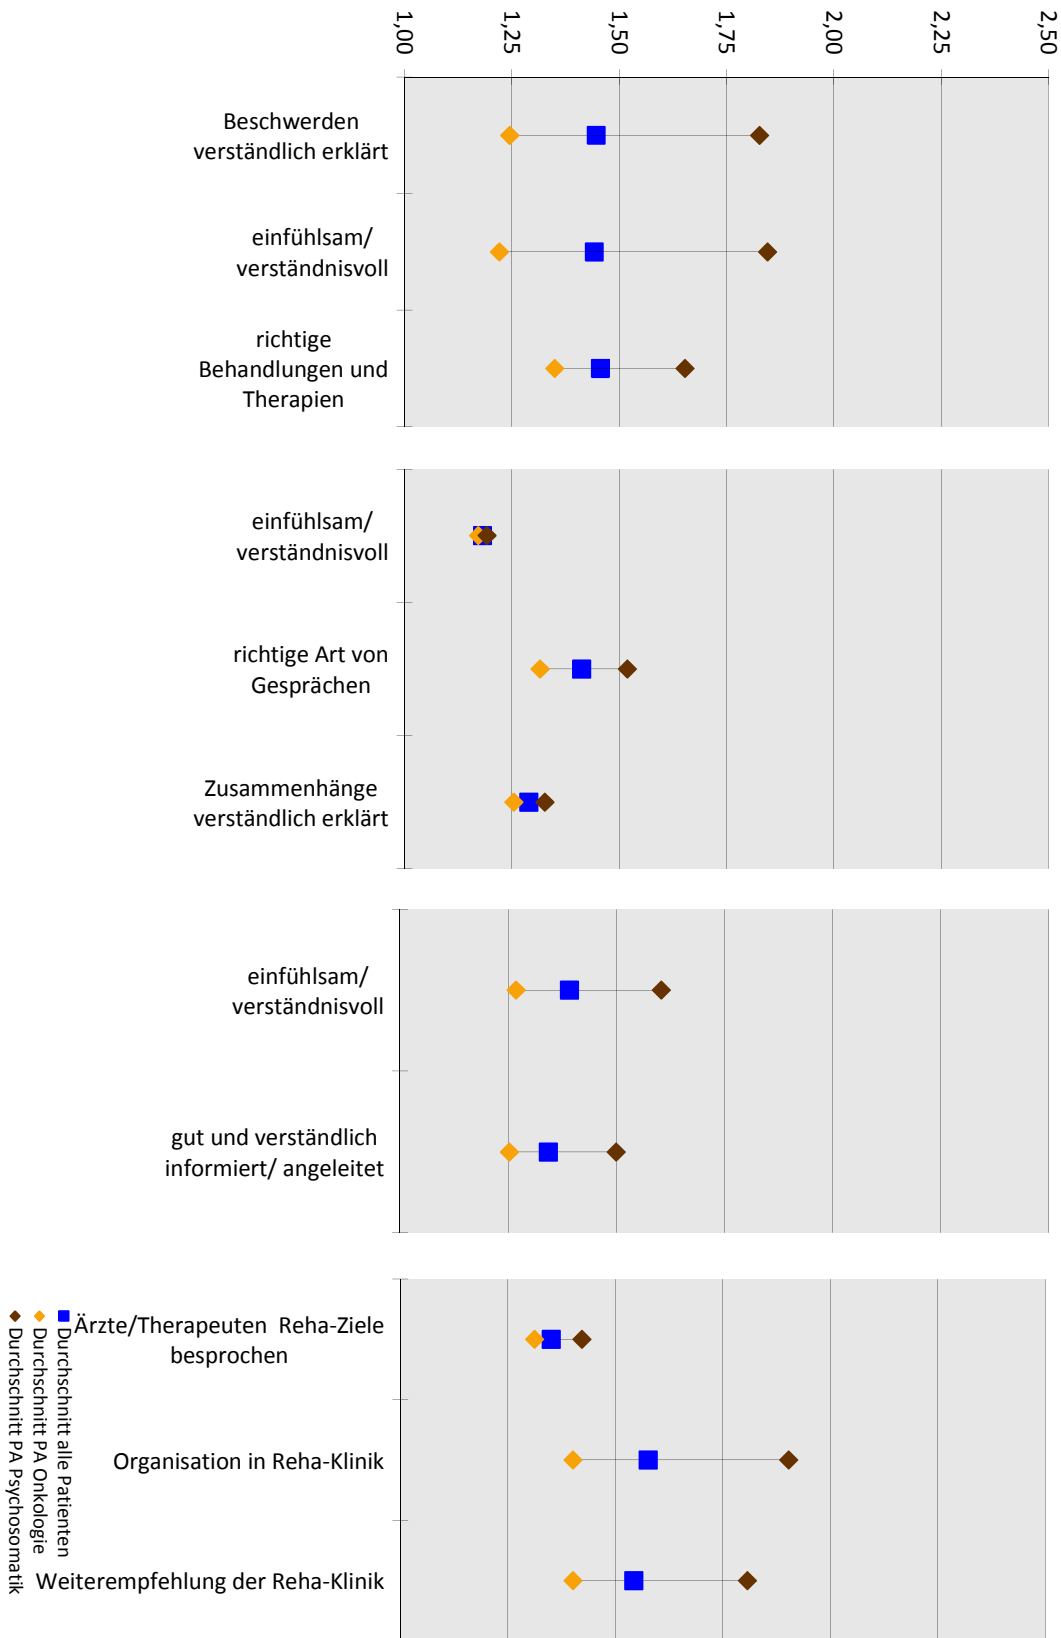 1,00
1,25
1,50
1,75
2,00
2,25
2,50
Beschwerden
verständlich erklärt
einfühlsam/
verständnisvoll
richtige
Behandlungen und
Therapien
einfühlsam/
verständnisvoll
richtige Art von
Gesprächen
Zusammenhänge
verständlich erklärt
einfühlsam/
verständnisvoll
gut und verständlich
informiert/ angeleitet
Ärzte/Therapeuten Reha-Ziele
besprochen
Organisation in Reha-Klinik
Weiterempfehlung der Reha-Klinik
Durchschnitt alle Patienten
Durchschnitt PA Onkologie
Durchschnitt PA Psychosomatik